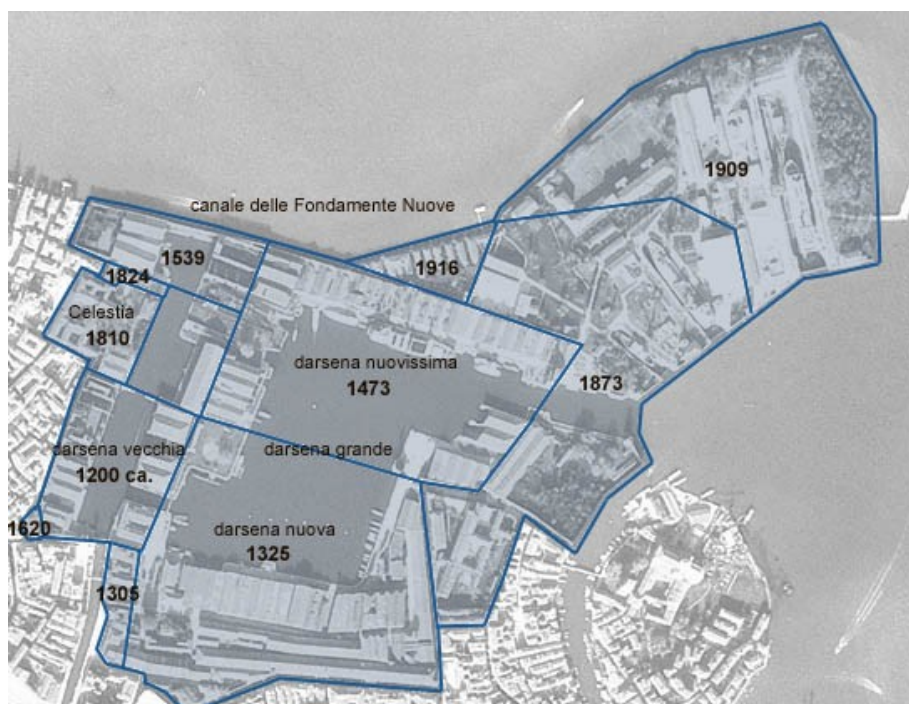 1909
canale delle Fondamente Nuove
1539
1916
1824
Celestia
1810
darsena nuovissima
1473
1873
darsena vecchia
1200 ca.
darsena grande
1620
darsena nuova
1325
1305